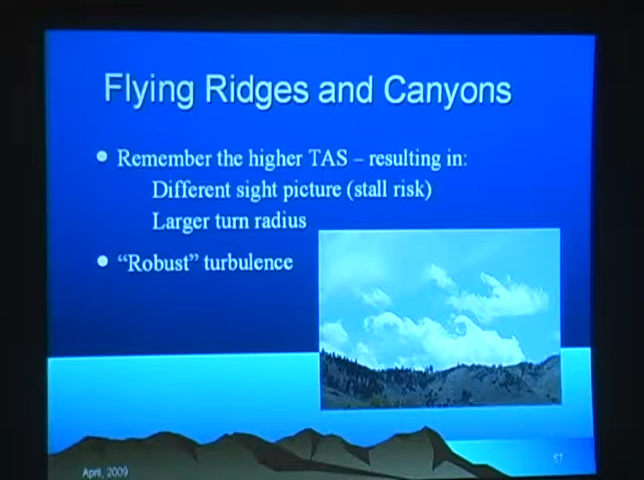 Flying Ridges and Canyons
Remember the higher TAS – resulting in:
Different sight picture (stall risk)
Larger turn radius
“Robust” turbulence
April, 2009
57